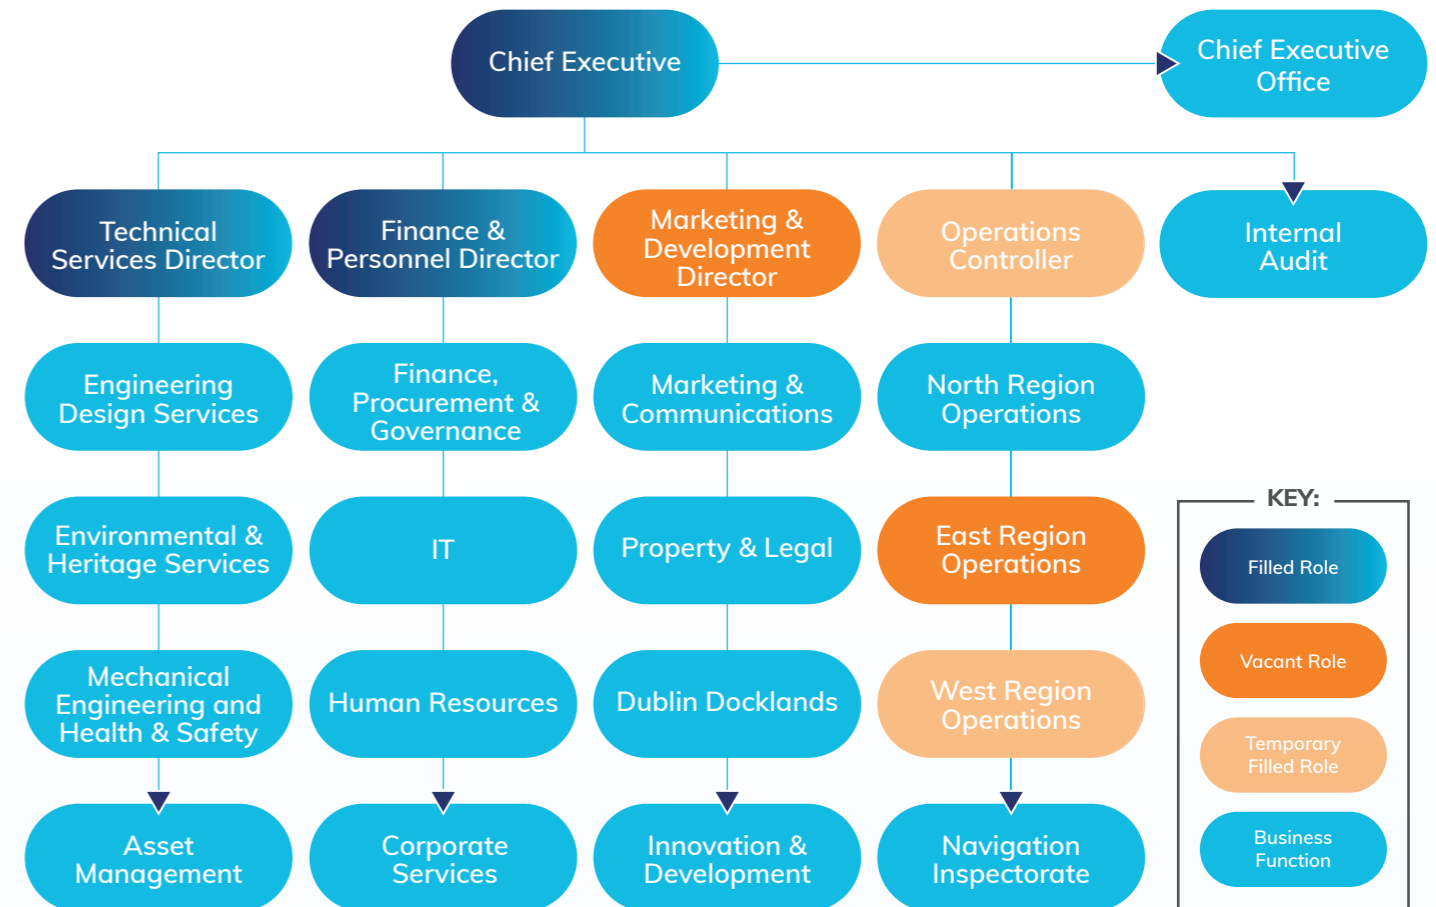 Chief Executive
Chief Executive
Office
Technical
Services Director
Finance &
Personnel Director
Marketing &
Development
Director
Operations
Controller
Internal
Audit
Engineering
Design Services
Finance,
Procurement &
Governance
Marketing &
Communications
North Region
Operations
Environmental &
Heritage Services
IT
Property & Legal
East Region
Operations
Mechanical
Engineering and
Health & Safety
Human Resources
Dublin Docklands
West Region
Operations
Asset
Management
Corporate
Services
Innovation &
Development
Navigation
Inspectorate
KEY:
Filled Role
Vacant Role
Temporary
Filled Role
Business
Function